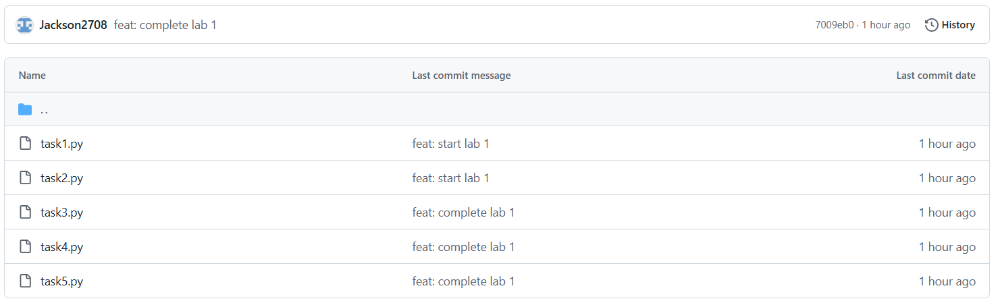 Jackson2708 feat: complete lab 1 7009eb0 · 1 hour ago History
Name Last commit message Last commit date
..
task1.py feat: start lab 1 1 hour ago
task2.py feat: start lab 1 1 hour ago
task3.py feat: complete lab 1 1 hour ago
task4.py feat: complete lab 1 1 hour ago
task5.py feat: complete lab 1 1 hour ago